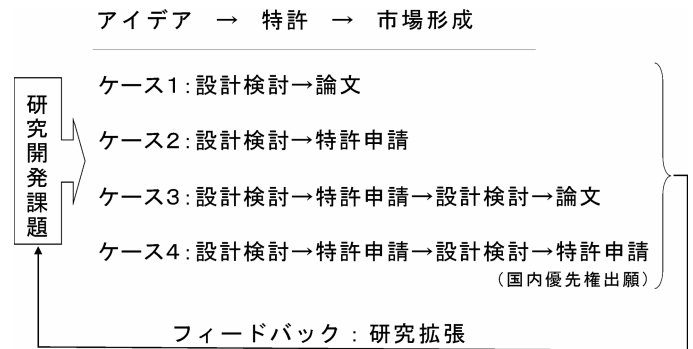 アイデア → 特許 → 市場形成
研究開発課題
ケース1:設計検討→論文
ケース2:設計検討→特許申請
ケース3:設計検討→特許申請→設計検討→論文
ケース4:設計検討→特許申請→設計検討→特許申請
(国内優先権出願)
フィードバック:研究拡張